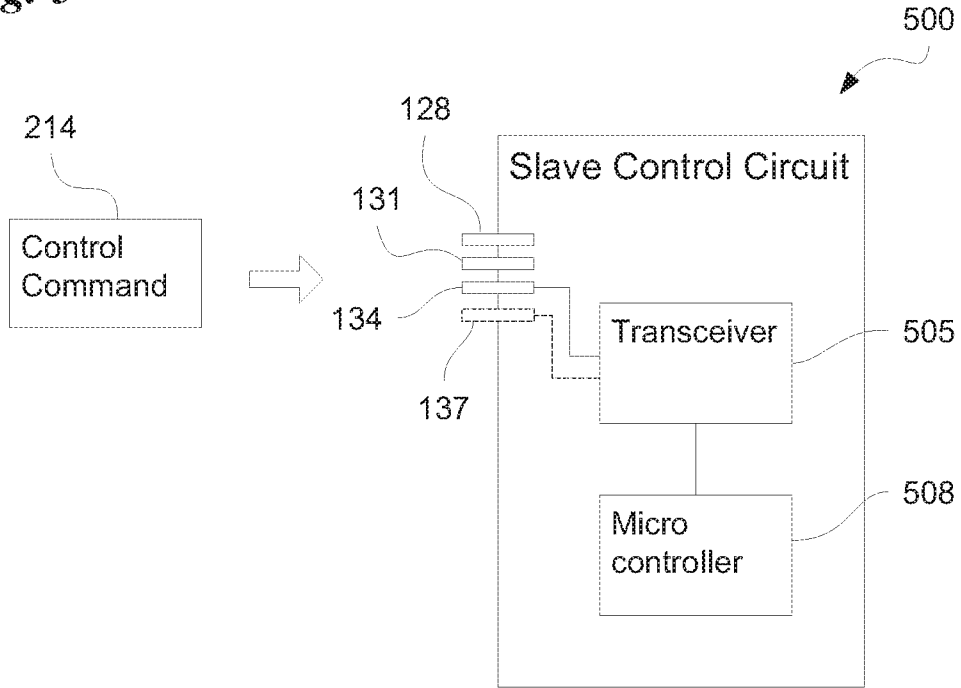 500
128
214
Slave Control Circuit
131
Control
Command
134
Transceiver
505
137
508
Micro
controller